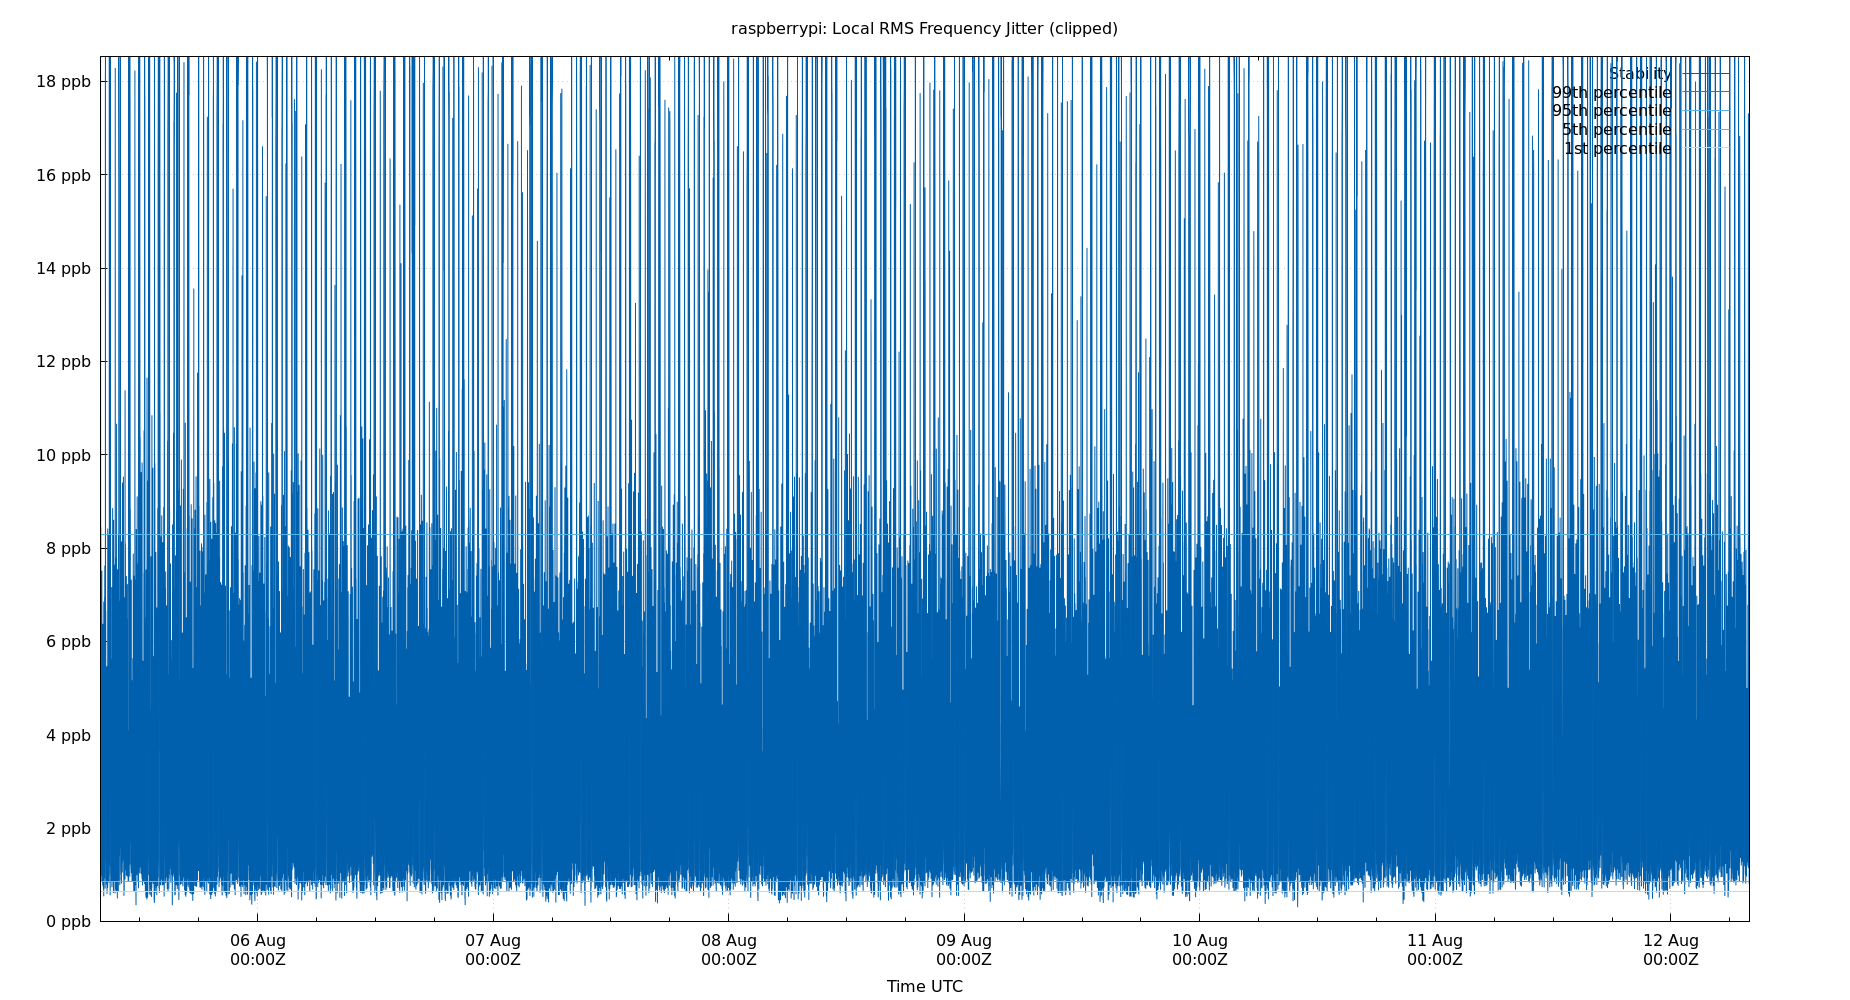 raspberrypi: Local RMS Frequency Jitter (clipped)
18 ppb
16 ppb
14 ppb
12 ppb
10 ppb
8 ppb
6 ppb
4 ppb
2 ppb
0 ppb
Stability
99th percentile
95th percentile
5th percentile
1st percentile
06 Aug
00:00Z
07 Aug
00:00Z
08 Aug
00:00Z
09 Aug
00:00Z
10 Aug
00:00Z
11 Aug
00:00Z
12 Aug
00:00Z
Time UTC